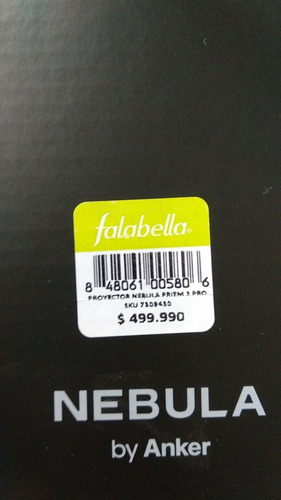 falabella®
8 48061 00580 6
PROYECTOR NEBULA PRIZM 2 PRO
SKU 7309430
$ 499.990
NEBULA
by Anker